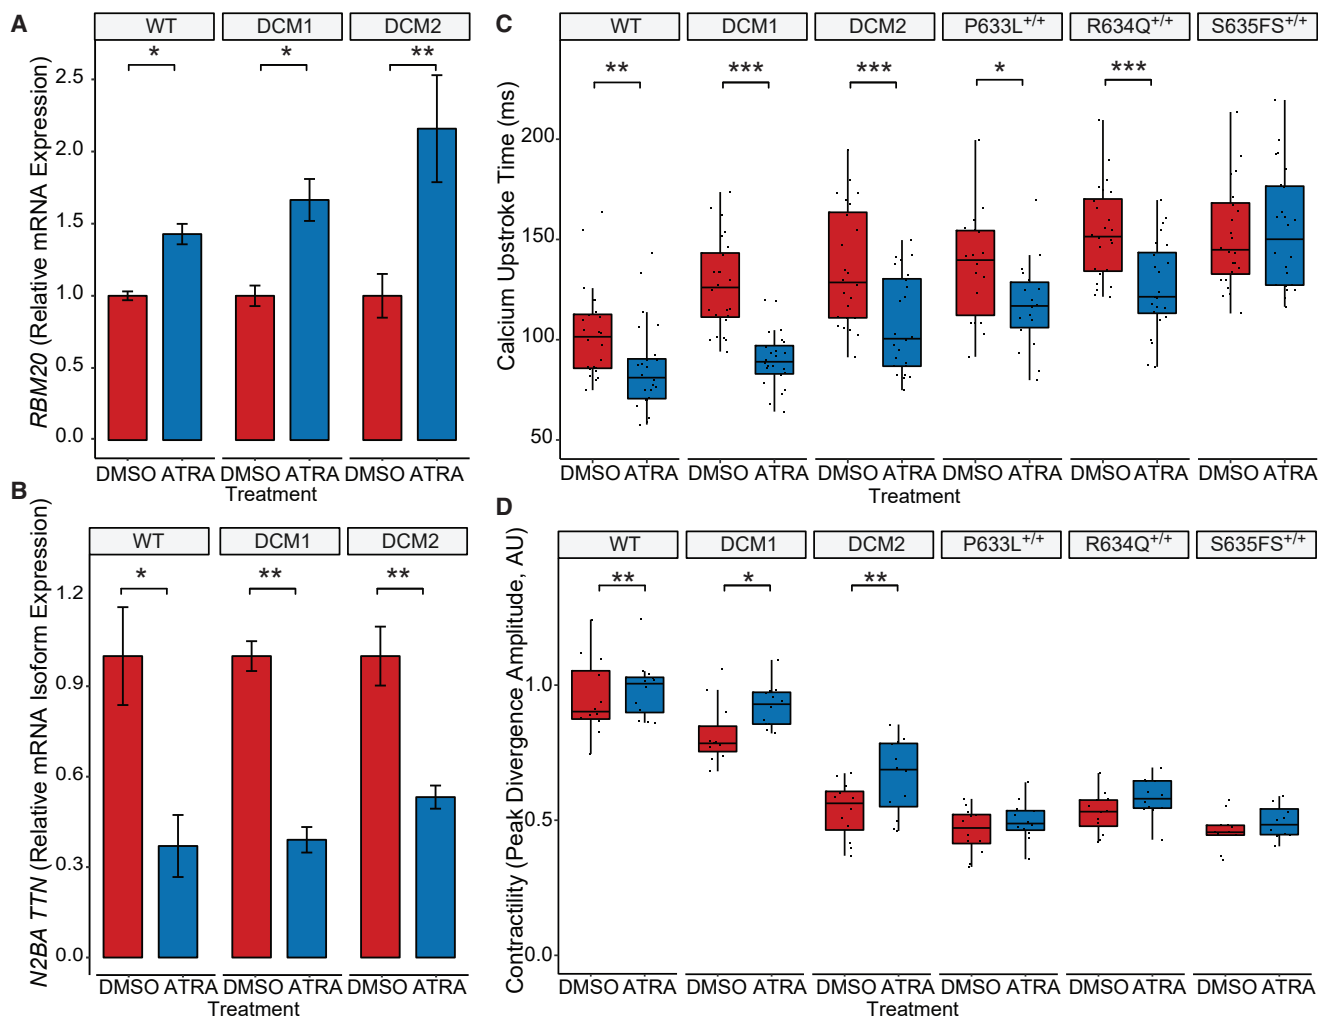 A
WT DCM1 DCM2
* * **
RBM20 (Relative mRNA Expression)
2.5
2.0
1.5
1.0
0.5
0.0
DMSO ATRA DMSO ATRA DMSO ATRA
Treatment
B
WT DCM1 DCM2
* ** **
N2BA TTN (Relative mRNA Isoform Expression)
1.2
0.9
0.6
0.3
0.0
DMSO ATRA DMSO ATRA DMSO ATRA
Treatment
C
WT DCM1 DCM2 P633L+/+ R634Q+/+ S635FS+/+
** *** *** * ***
Calcium Upstroke Time (ms)
200
150
100
50
DMSO ATRA DMSO ATRA DMSO ATRA DMSO ATRA DMSO ATRA DMSO ATRA
Treatment
D
WT DCM1 DCM2 P633L+/+ R634Q+/+ S635FS+/+
** * **
Contractility (Peak Divergence Amplitude, AU)
1.0
0.5
0.0
DMSO ATRA DMSO ATRA DMSO ATRA DMSO ATRA DMSO ATRA DMSO ATRA
Treatment